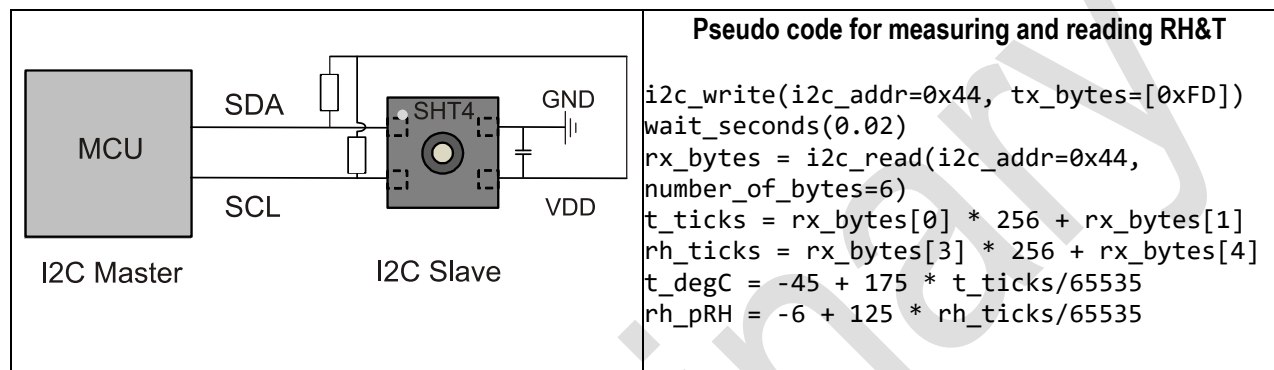 SDA
SHT4
GND
MCU
SCL
VDD
I2C Master
I2C Slave
Pseudo code for measuring and reading RH&T
i2c_write(i2c_addr=0x44, tx_bytes=[0xFD])
wait_seconds(0.02)
rx_bytes = i2c_read(i2c_addr=0x44,
number_of_bytes=6)
t_ticks = rx_bytes[0] * 256 + rx_bytes[1]
rh_ticks = rx_bytes[3] * 256 + rx_bytes[4]
t_degC = -45 + 175 * t_ticks/65535
rh_pRH = -6 + 125 * rh_ticks/65535